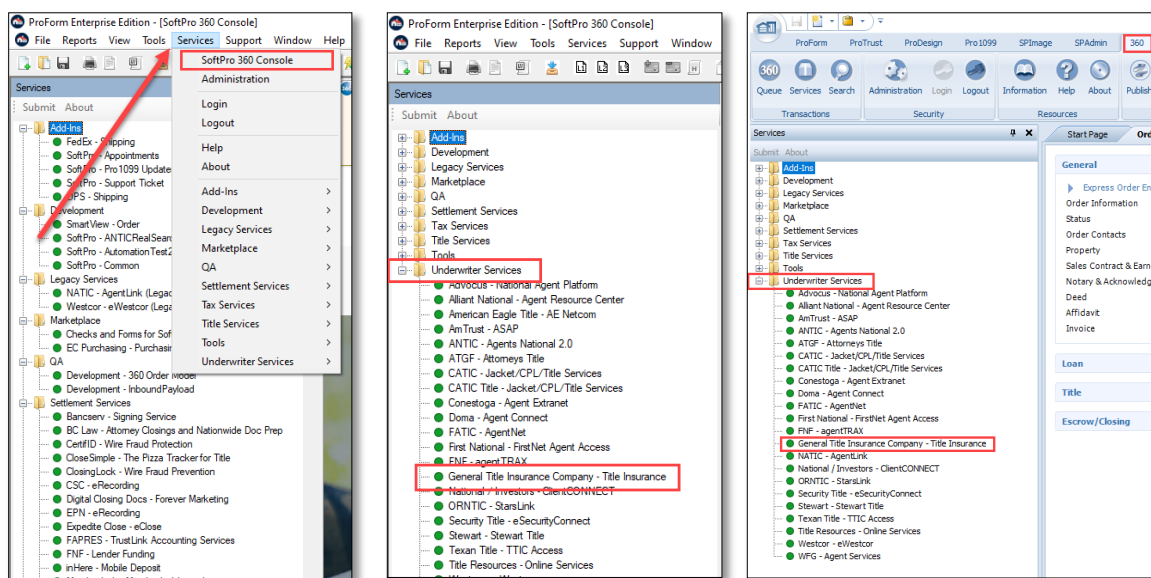 ProForm Enterprise Edition - [SoftPro 360 Console]
File Reports View Tools Services Support Window Help
SoftPro 360 Console
Administration
Login
Logout
Help
About
Add-Ins
Development
Legacy Services
Marketplace
QA
Settlement Services
Tax Services
Title Services
Tools
Underwriter Services
Services
Submit About
Add-Ins
FedEx - Shipping
SoftPro - Appointments
SoftPro - Pro1099 Update
SoftPro - Support Ticket
UPS - Shipping
Development
SmartView - Order
SoftPro - ANTICRealSear
SoftPro - AutomationTest2
SoftPro - Common
Legacy Services
NATIC - AgentLink (Legac
Westcor - eWestcor (Lega
Marketplace
Checks and Forms for Sof
EC Purchasing - Purchasi
QA
Development - 360 Order Model
Development - InboundPayload
Settlement Services
Bancserv - Signing Service
BC Law - Attorney Closings and Nationwide Doc Prep
CertifID - Wire Fraud Protection
CloseSimple - The Pizza Tracker for Title
ClosingLock - Wire Fraud Prevention
CSC - eRecording
Digital Closing Docs - Forever Marketing
EPN - eRecording
Expedite Close - eClose
FAPRES - TrustLink Accounting Services
FNF - Lender Funding
inHere - Mobile Deposit
ProForm Enterprise Edition - [SoftPro 360 Console]
File Reports View Tools Services Support Window
Services
Submit About
Add-Ins
Development
Legacy Services
Marketplace
QA
Settlement Services
Tax Services
Title Services
Tools
Underwriter Services
Advocus - National Agent Platform
Alliant National - Agent Resource Center
American Eagle Title - AE Netcom
AmTrust - ASAP
ANTIC - Agents National 2.0
ATGF - Attorneys Title
CATIC - Jacket/CPL/Title Services
CATIC Title - Jacket/CPL/Title Services
Conestoga - Agent Extranet
Doma - Agent Connect
FATIC - AgentNet
First National - FirstNet Agent Access
FNF - agentTRAX
General Title Insurance Company - Title Insurance
National / Investors - ClientCONNECT
ORNTIC - StarsLink
Security Title - eSecurityConnect
Stewart - Stewart Title
Texan Title - TTIC Access
Title Resources - Online Services
ProForm ProTrust ProDesign Pro1099 SPImage SPAdmin 360
360
Queue Services Search Administration Login Logout Information Help About Publish
Transactions Security Resources
Services
Submit About
Add-Ins
Development
Legacy Services
Marketplace
QA
Settlement Services
Tax Services
Title Services
Tools
Underwriter Services
Advocus - National Agent Platform
Alliant National - Agent Resource Center
AmTrust - ASAP
ANTIC - Agents National 2.0
ATGF - Attorneys Title
CATIC - Jacket/CPL/Title Services
CATIC Title - Jacket/CPL/Title Services
Conestoga - Agent Extranet
Doma - Agent Connect
FATIC - AgentNet
First National - FirstNet Agent Access
FNF - agentTRAX
General Title Insurance Company - Title Insurance
NATIC - AgentLink
National / Investors - ClientCONNECT
ORNTIC - StarsLink
Security Title - eSecurityConnect
Stewart - Stewart Title
Texan Title - TTIC Access
Title Resources - Online Services
Westcor - eWestcor
WFG - Agent Services
Start Page Ord
General
Express Order En
Order Information
Status
Order Contacts
Property
Sales Contract & Earn
Notary & Acknowledg
Deed
Affidavit
Invoice
Loan
Title
Escrow/Closing